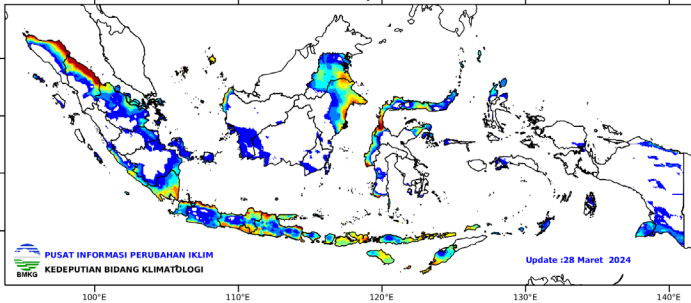 PUSAT INFORMASI PERUBAHAN IKLIM
KEDEPUTIAN BIDANG KLIMATOLOGI
BMKG
Update :28 Maret 2024
100°E 110°E 120°E 130°E 140°E